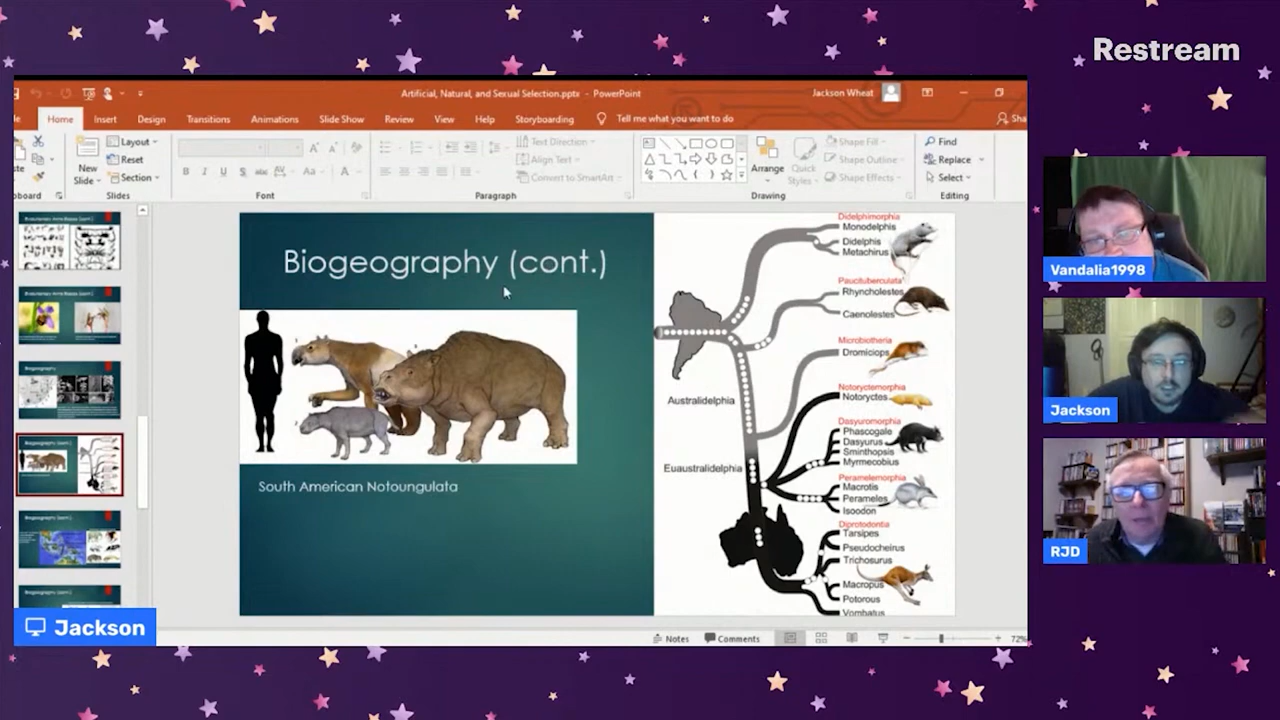 Restream
Artificial, Natural, and Sexual Selection.pptx - PowerPoint
Jackson Wheat
Home Insert Design Transitions Animations Slide Show Review View Help Storyboarding Tell me what you want to do Sha
New
Slide
Layout
Reset
Section
Text Direction
Align Text
Convert to SmartArt
Arrange
Quick
Styles
Shape Fill
Shape Outline
Shape Effects
Find
Replace
Select
Slides
Font
Paragraph
Drawing
Editing
Biogeography (cont.)
South American Notoungulata
Didelphimorphia
Monodelphis
Didelphis
Metachirus
Paucituberculata
Rhyncholestes
Caenolestes
Microbiotheria
Dromiciops
Australidelphia
Notoryctemorphia
Notoryctes
Dasyuromorphia
Phascogale
Dasyurus
Sminthopsis
Myrmecobius
Euaustralidelphia
Peramelemorphia
Macrotis
Perameles
Isoodon
Diprotodontia
Tarsipes
Pseudocheirus
Trichosurus
Macropus
Potorous
Vombatus
Notes Comments 72%
Jackson
Vandalia1998
Jackson
RJD